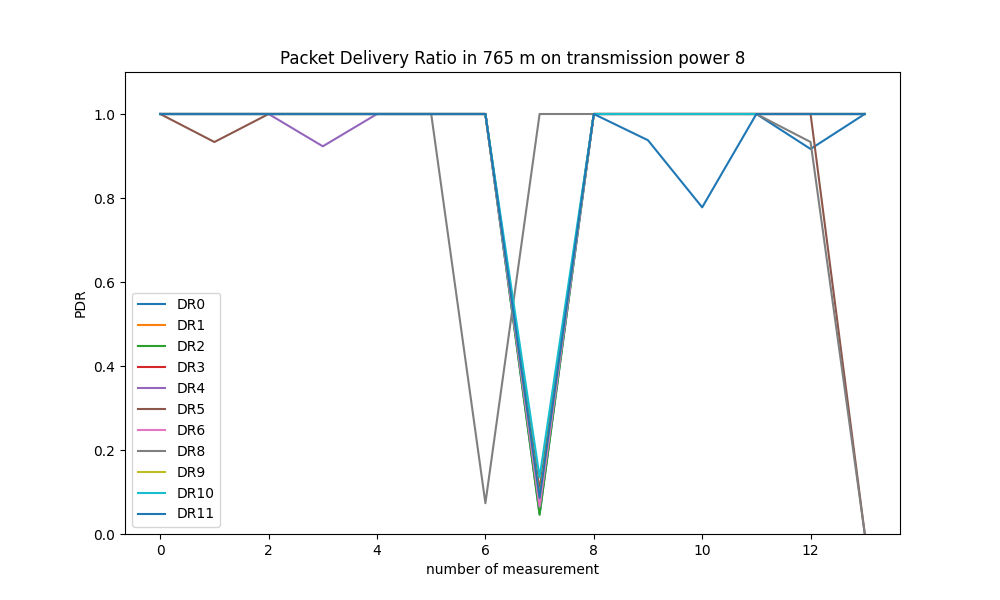 Packet Delivery Ratio in 765 m on transmission power 8
PDR
1.0
0.8
0.6
0.4
0.2
0.0
DR0
DR1
DR2
DR3
DR4
DR5
DR6
DR8
DR9
DR10
DR11
0 2 4 6 8 10 12
number of measurement